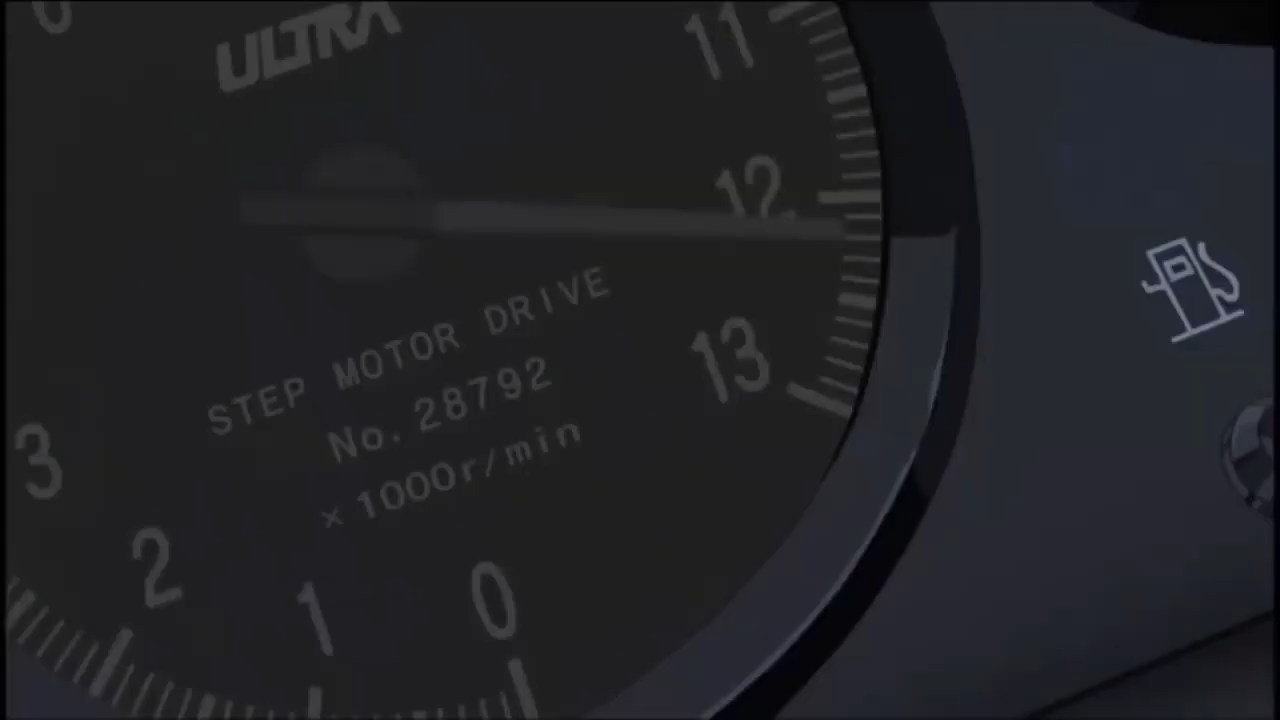 ULTRA
11
12
13
STEP MOTOR DRIVE
No. 28792
×1000r/min
3
2
1
0